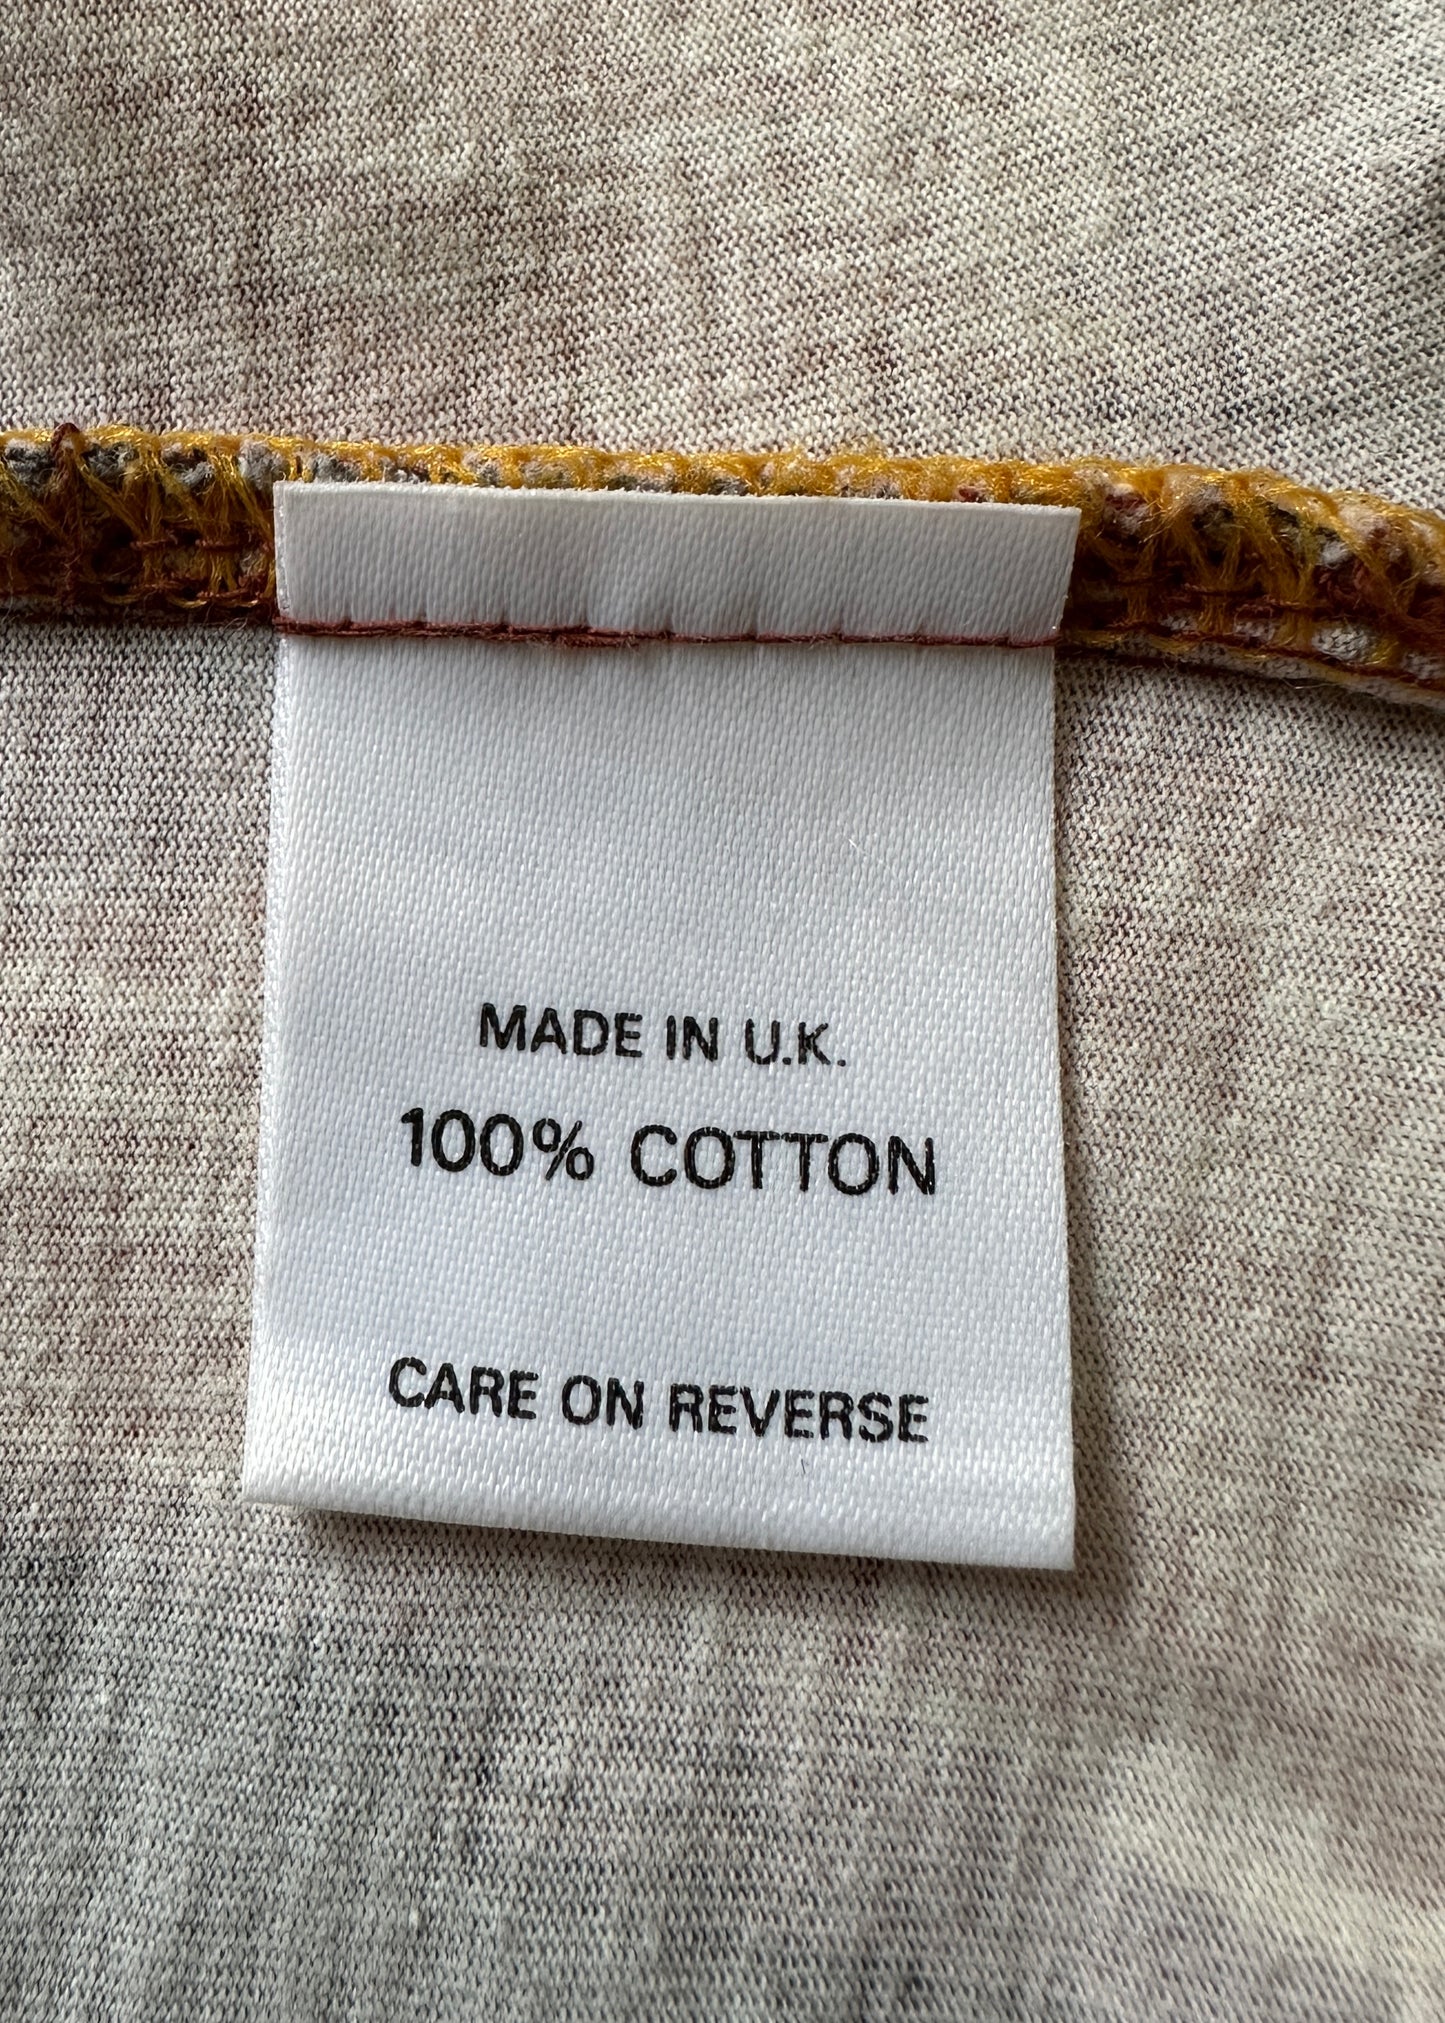 MADE IN U.K.
100% COTTON
CARE ON REVERSE